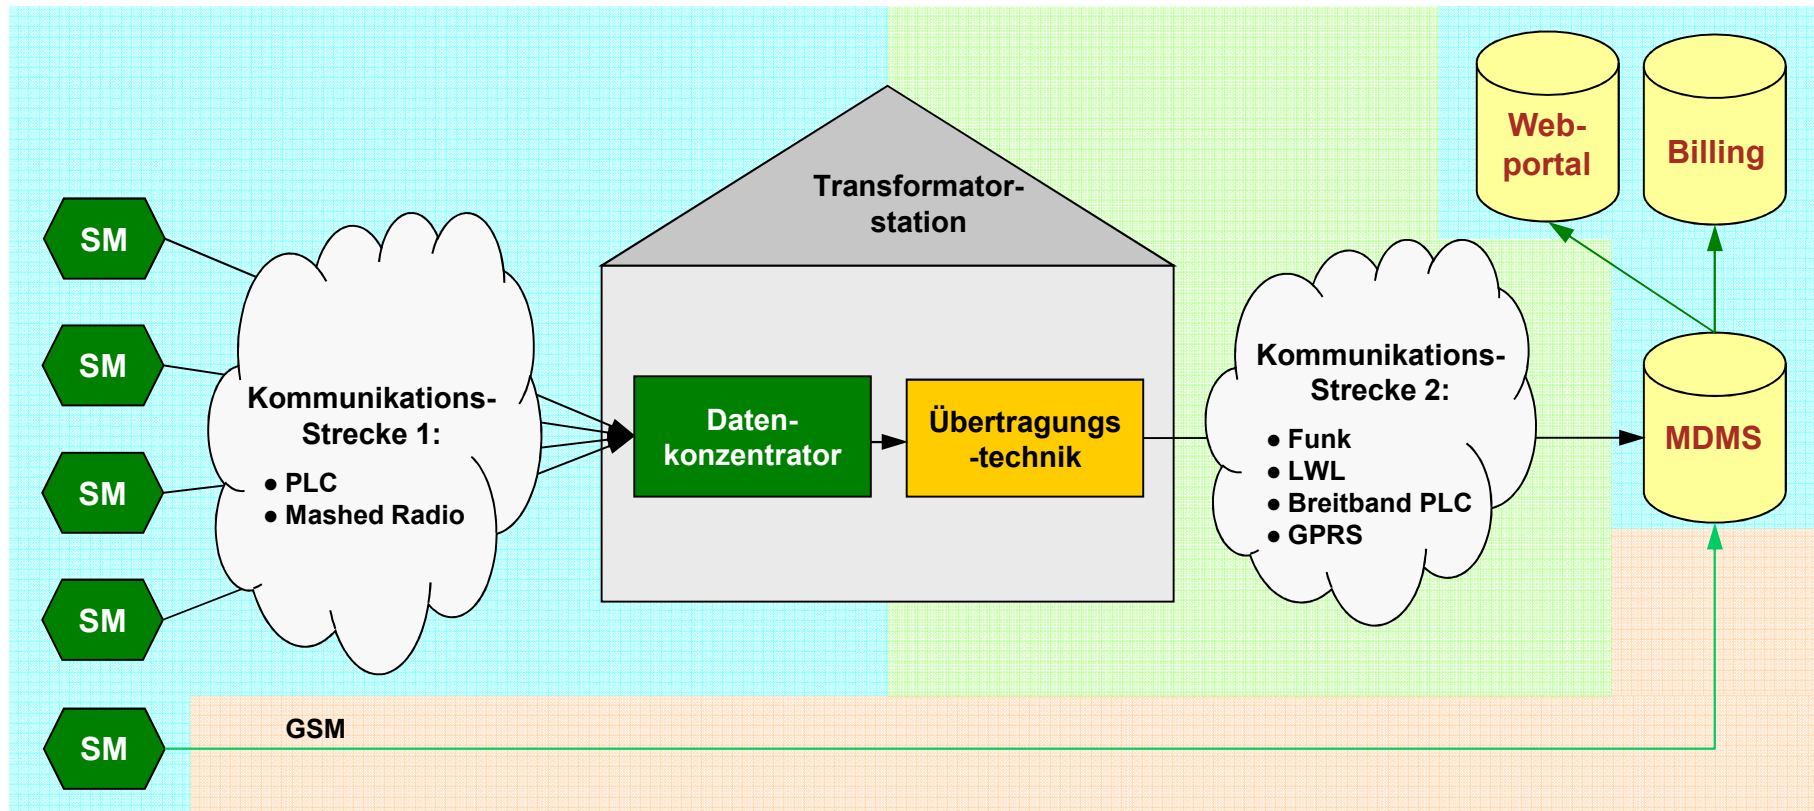 SM
SM
SM
SM
SM
GSM
Kommunikations-
Strecke 1:
● PLC
● Mashed Radio
Transformator-
station
Daten-
konzentrator
Übertragungs
-technik
Kommunikations-
Strecke 2:
● Funk
● LWL
● Breitband PLC
● GPRS
Web-
portal
Billing
MDMS